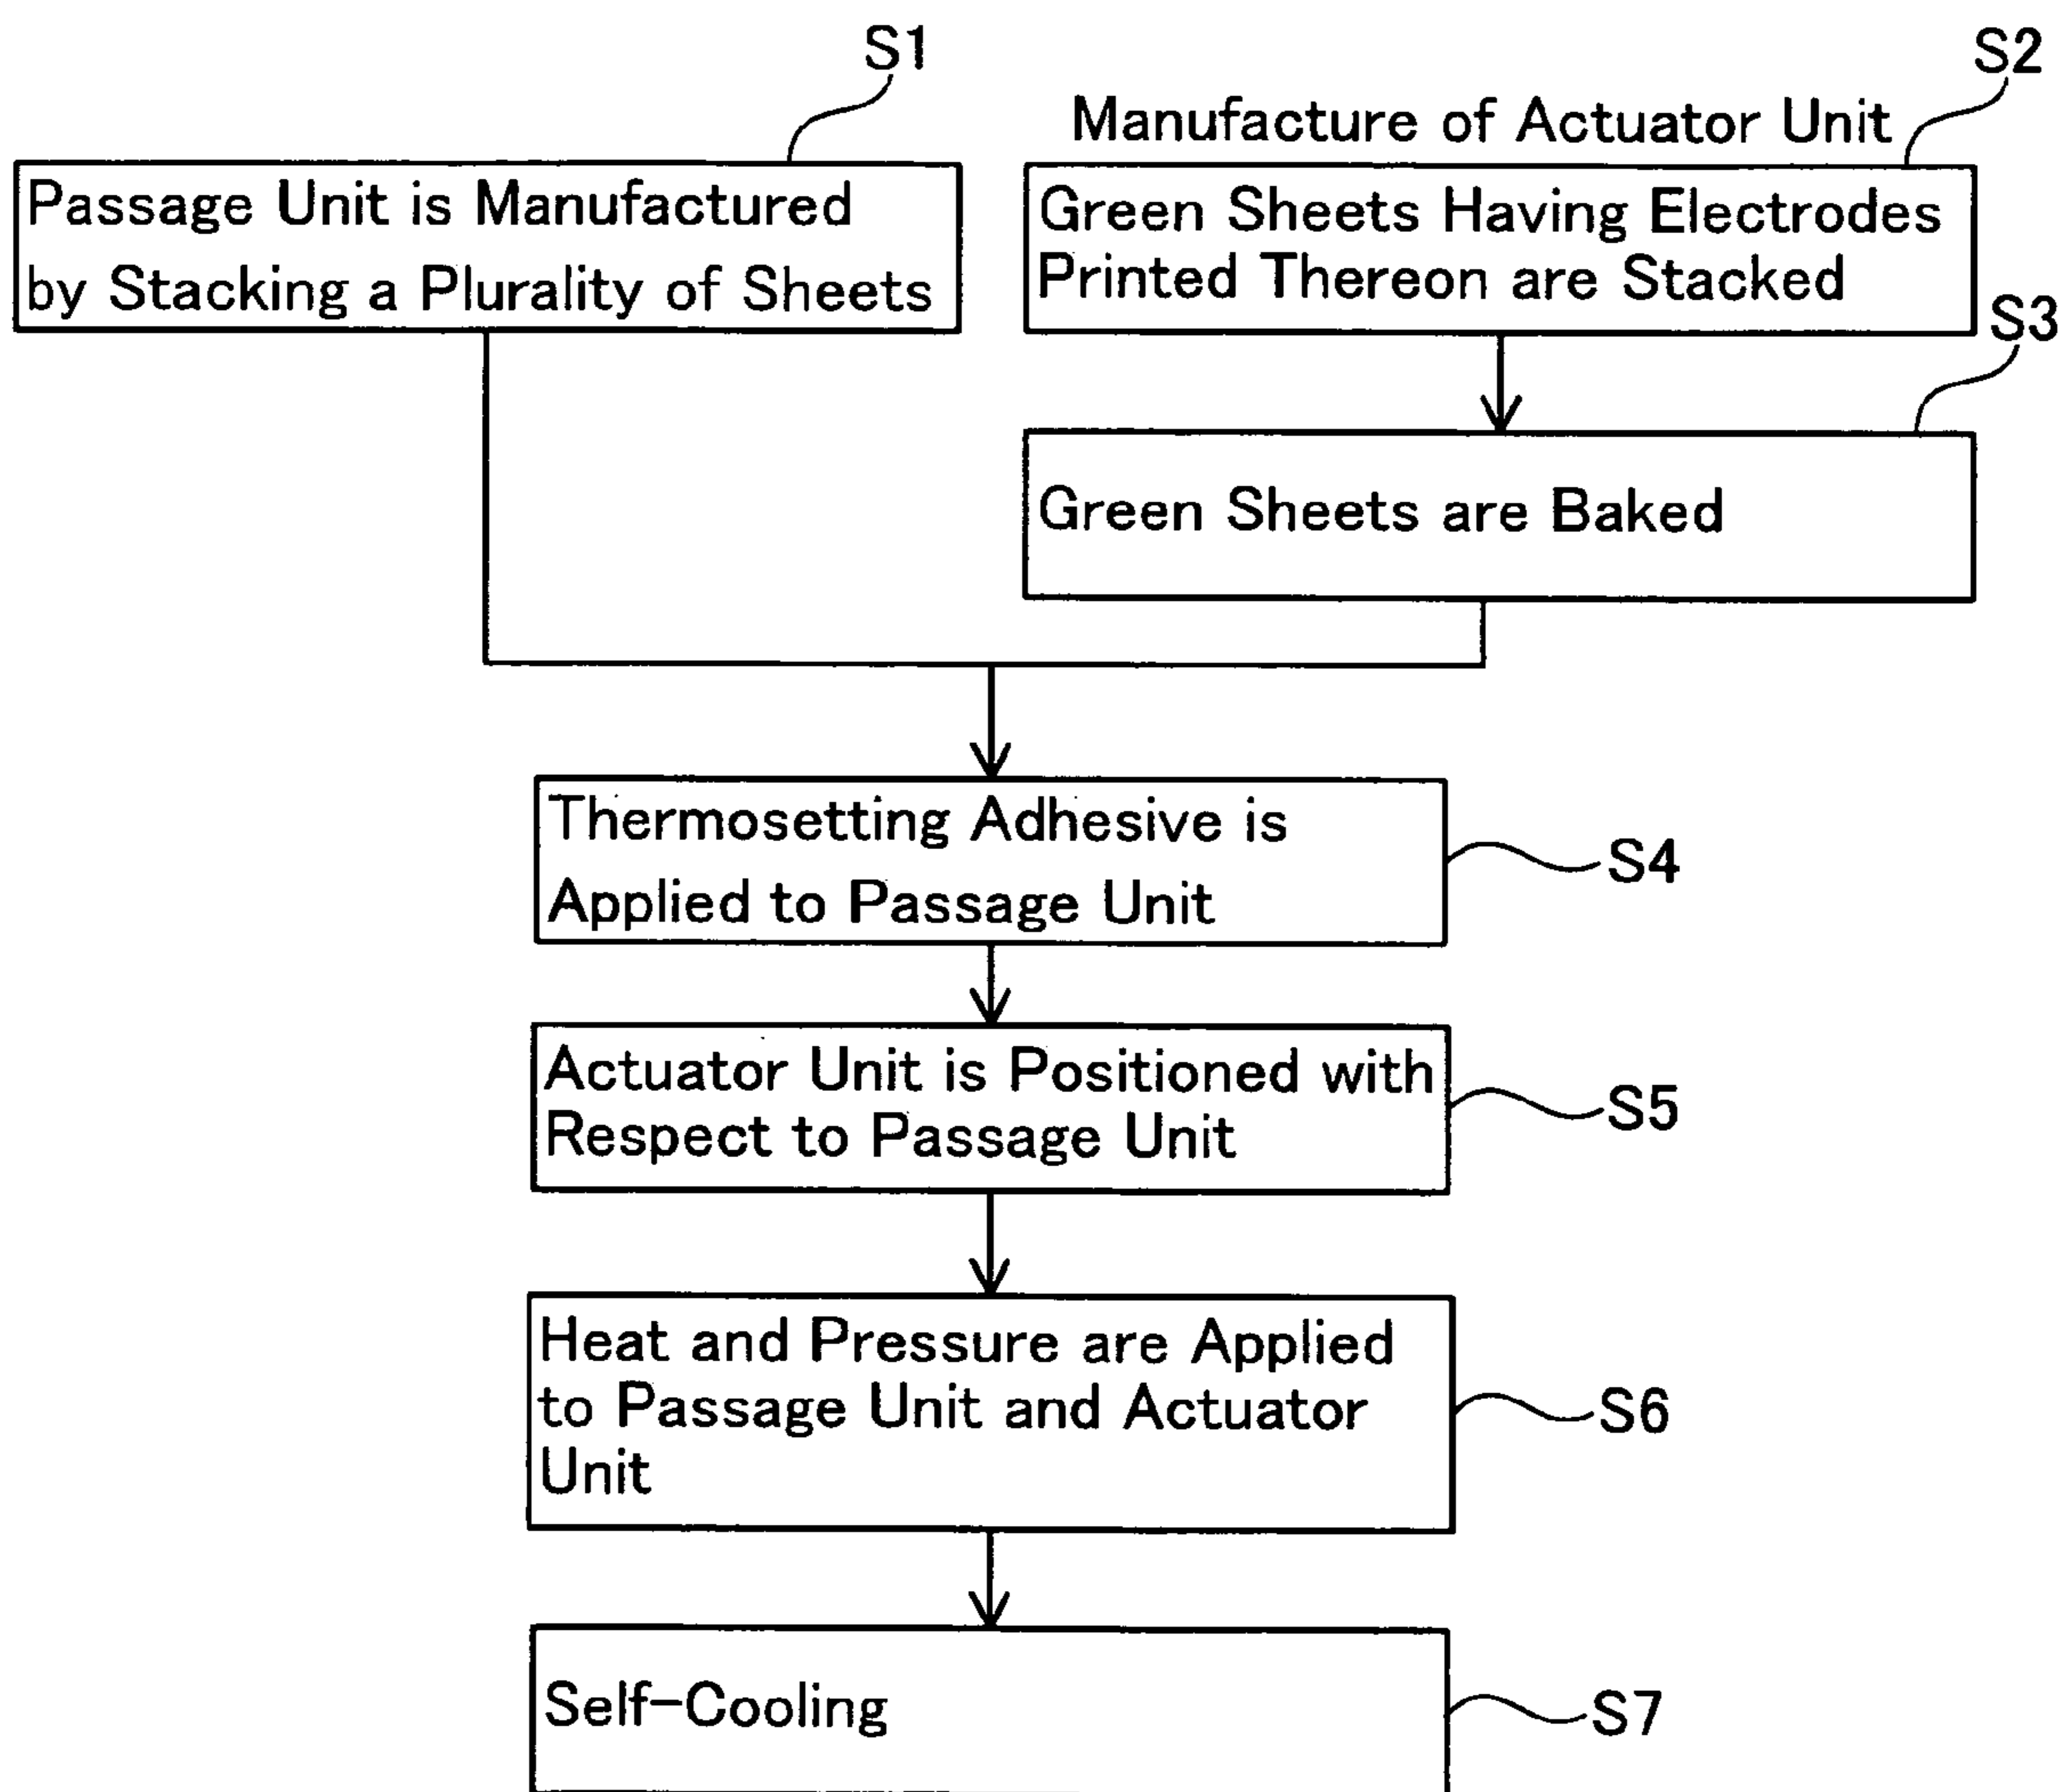 S1
Passage Unit is Manufactured
by Stacking a Plurality of Sheets
S2
Manufacture of Actuator Unit
Green Sheets Having Electrodes
Printed Thereon are Stacked
S3
Green Sheets are Baked
Thermosetting Adhesive is
Applied to Passage Unit
S4
Actuator Unit is Positioned with
Respect to Passage Unit
S5
Heat and Pressure are Applied
to Passage Unit and Actuator
Unit
S6
Self-Cooling
S7